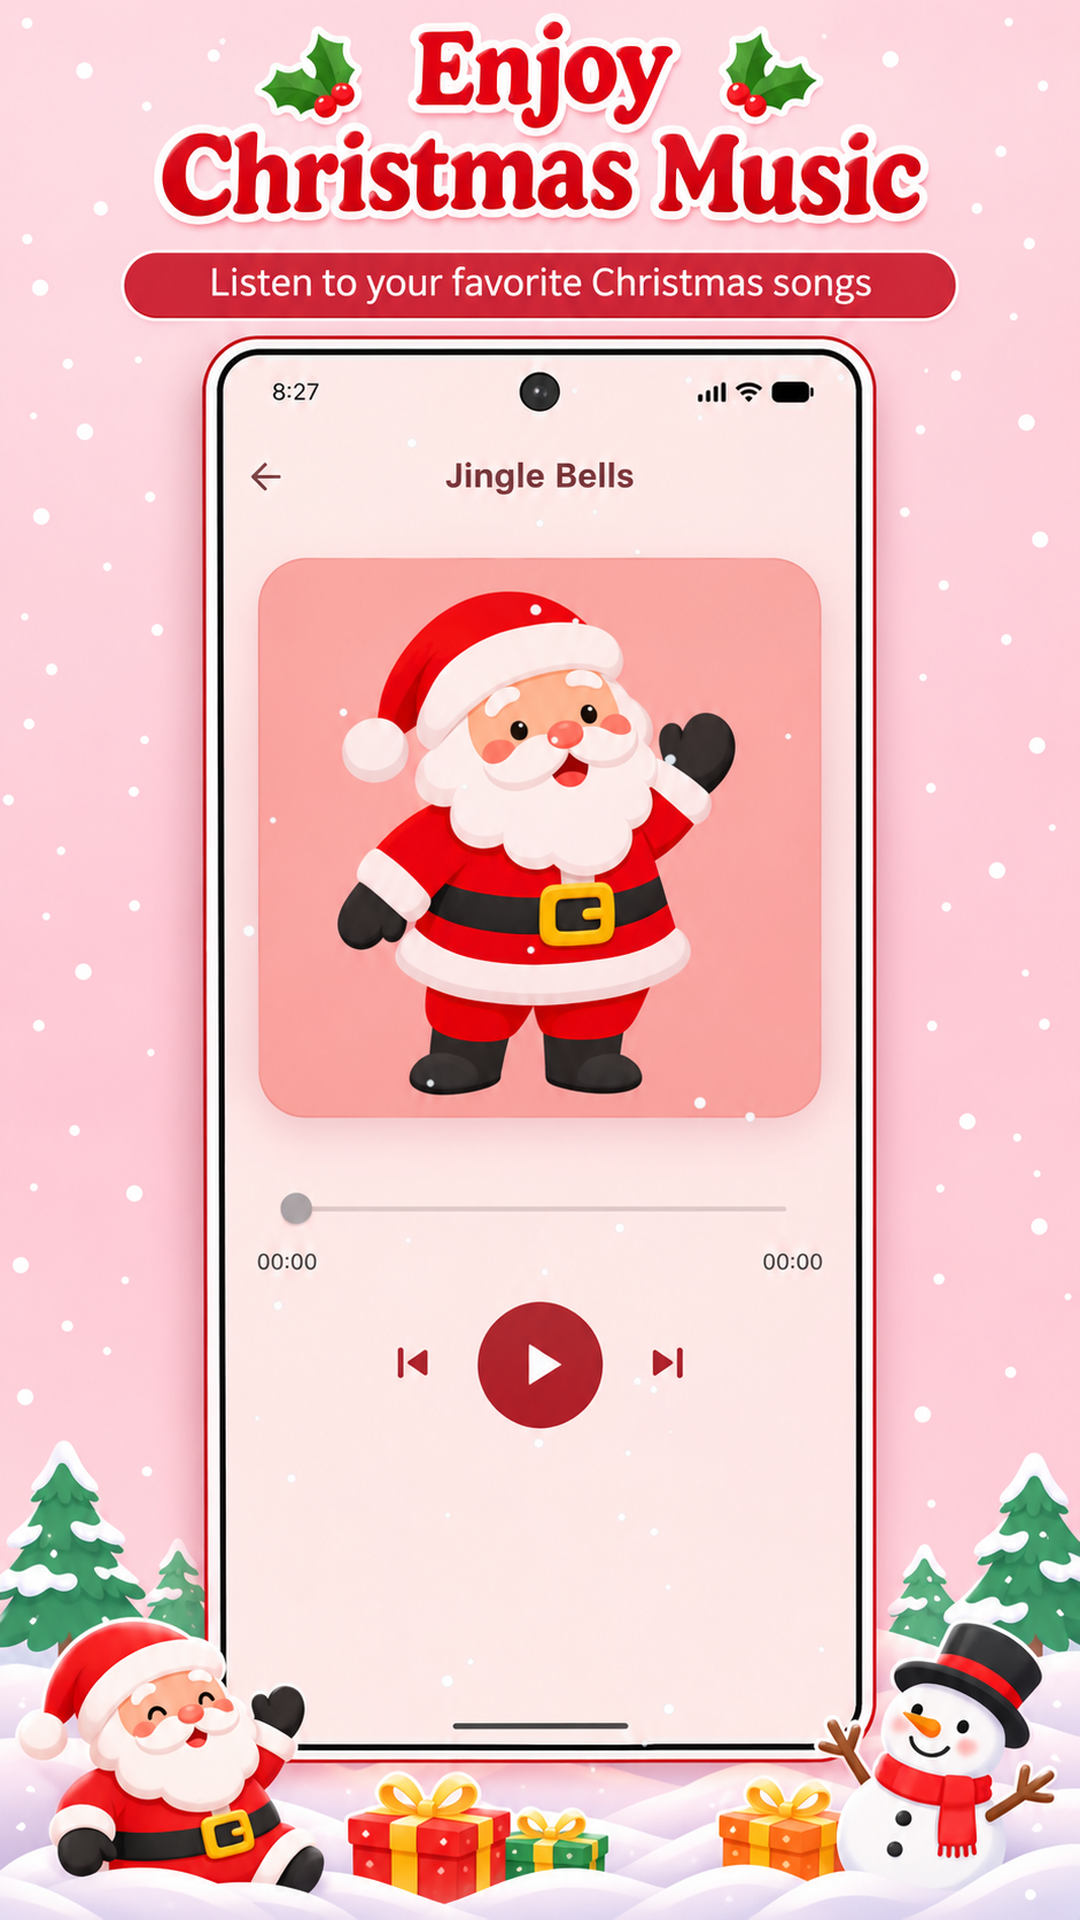 Enjoy
Christmas Music
Listen to your favorite Christmas songs
8:27
Jingle Bells
00:00
00:00